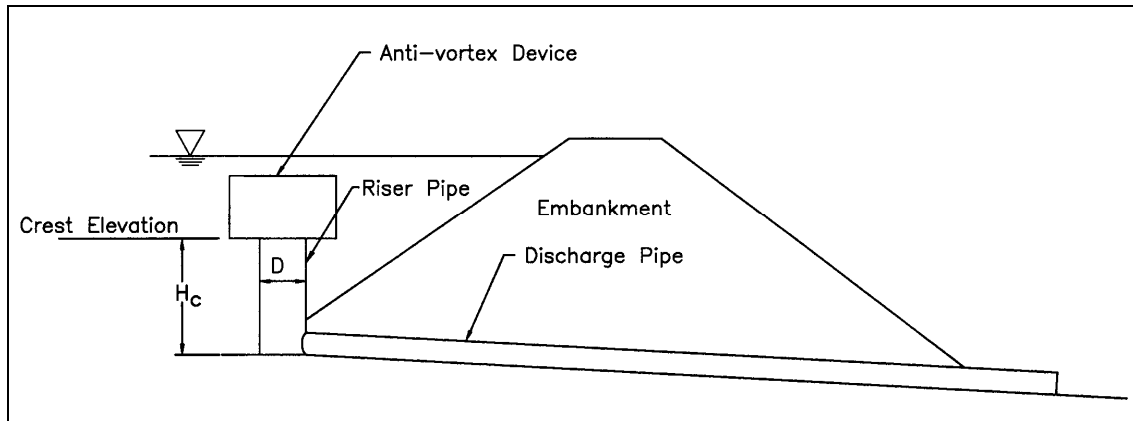 Anti-vortex Device
Riser Pipe
Crest Elevation
Embankment
D
Discharge Pipe
Hc